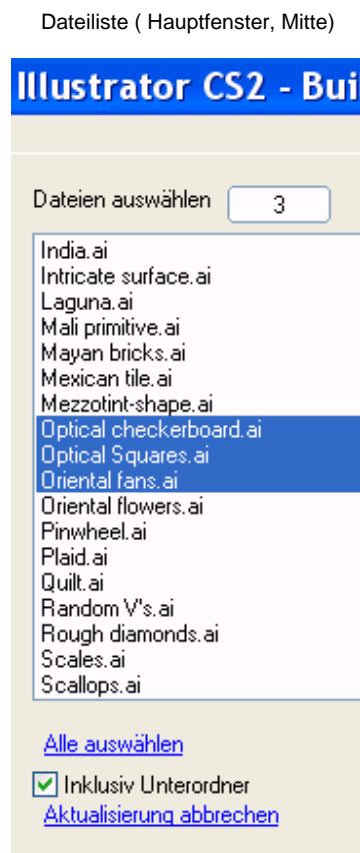 Dateiliste ( Hauptfenster, Mitte)
Illustrator CS2 - Bui
Dateien auswählen 3
India.ai
Intricate surface.ai
Laguna.ai
Mali primitive.ai
Mayan bricks.ai
Mexican tile.ai
Mezzotint-shape.ai
Optical checkerboard.ai
Optical Squares.ai
Oriental fans.ai
Oriental flowers.ai
Pinwheel.ai
Plaid.ai
Quilt.ai
Random V's.ai
Rough diamonds.ai
Scales.ai
Scallops.ai
Alle auswählen
Inklusiv Unterordner
Aktualisierung abbrechen